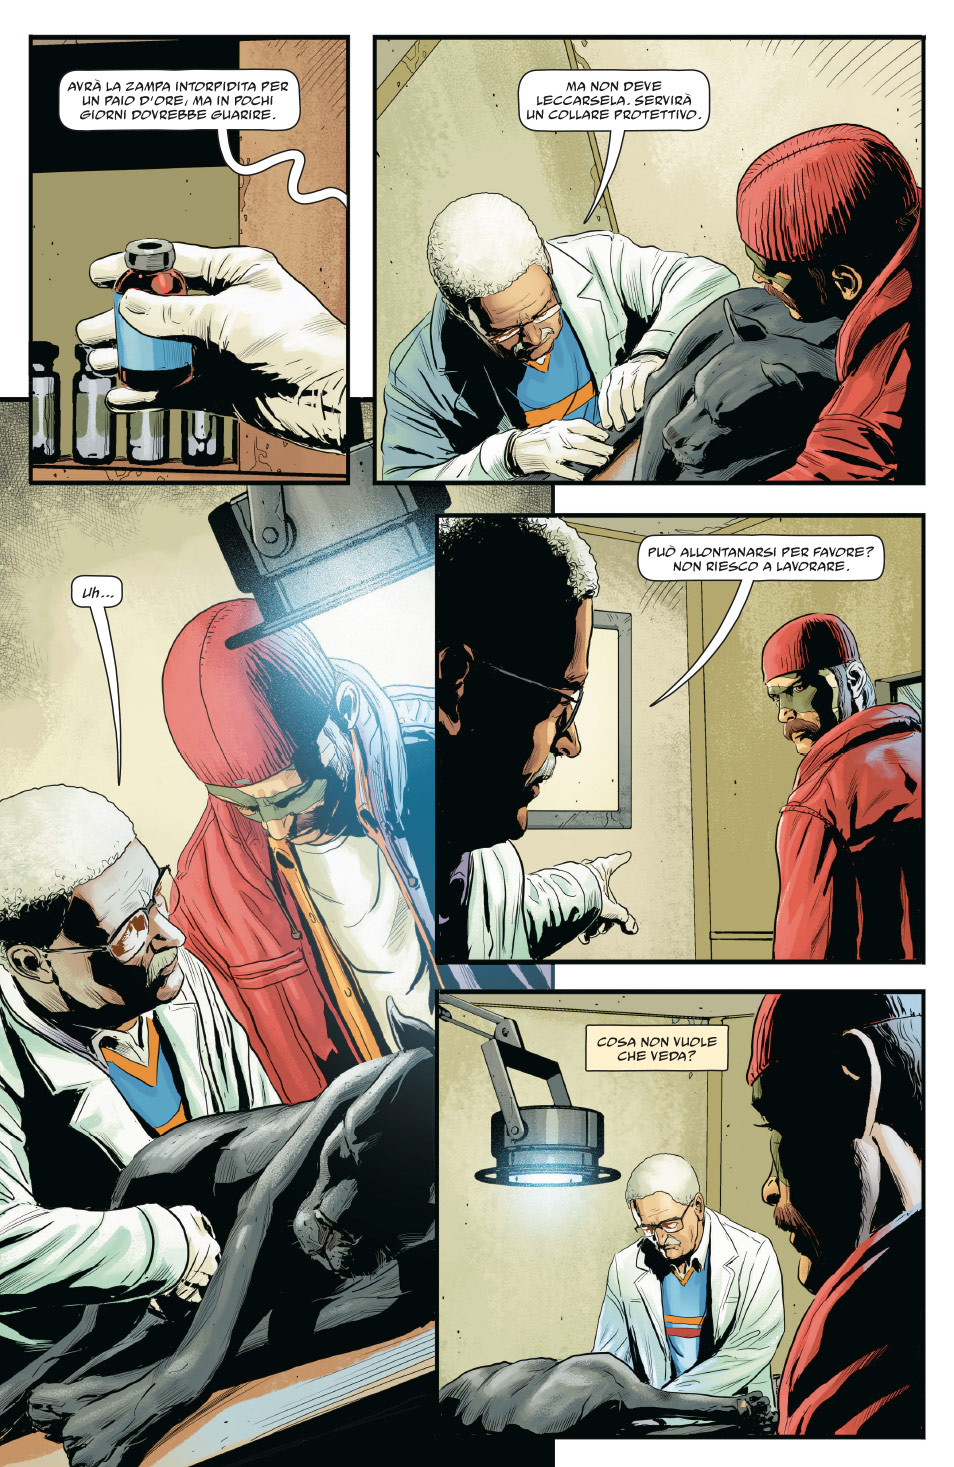 AVRÀ LA ZAMPA INTORPIDITA PER
UN PAIO D'ORE, MA IN POCHI
GIORNI DOVREBBE GUARIRE.
MA NON DEVE
LECCARSELA. SERVIRÀ
UN COLLARE PROTETTIVO.
UH...
PUÒ ALLONTANARSI PER FAVORE?
NON RIESCO A LAVORARE.
COSA NON VUOLE
CHE VEDA?